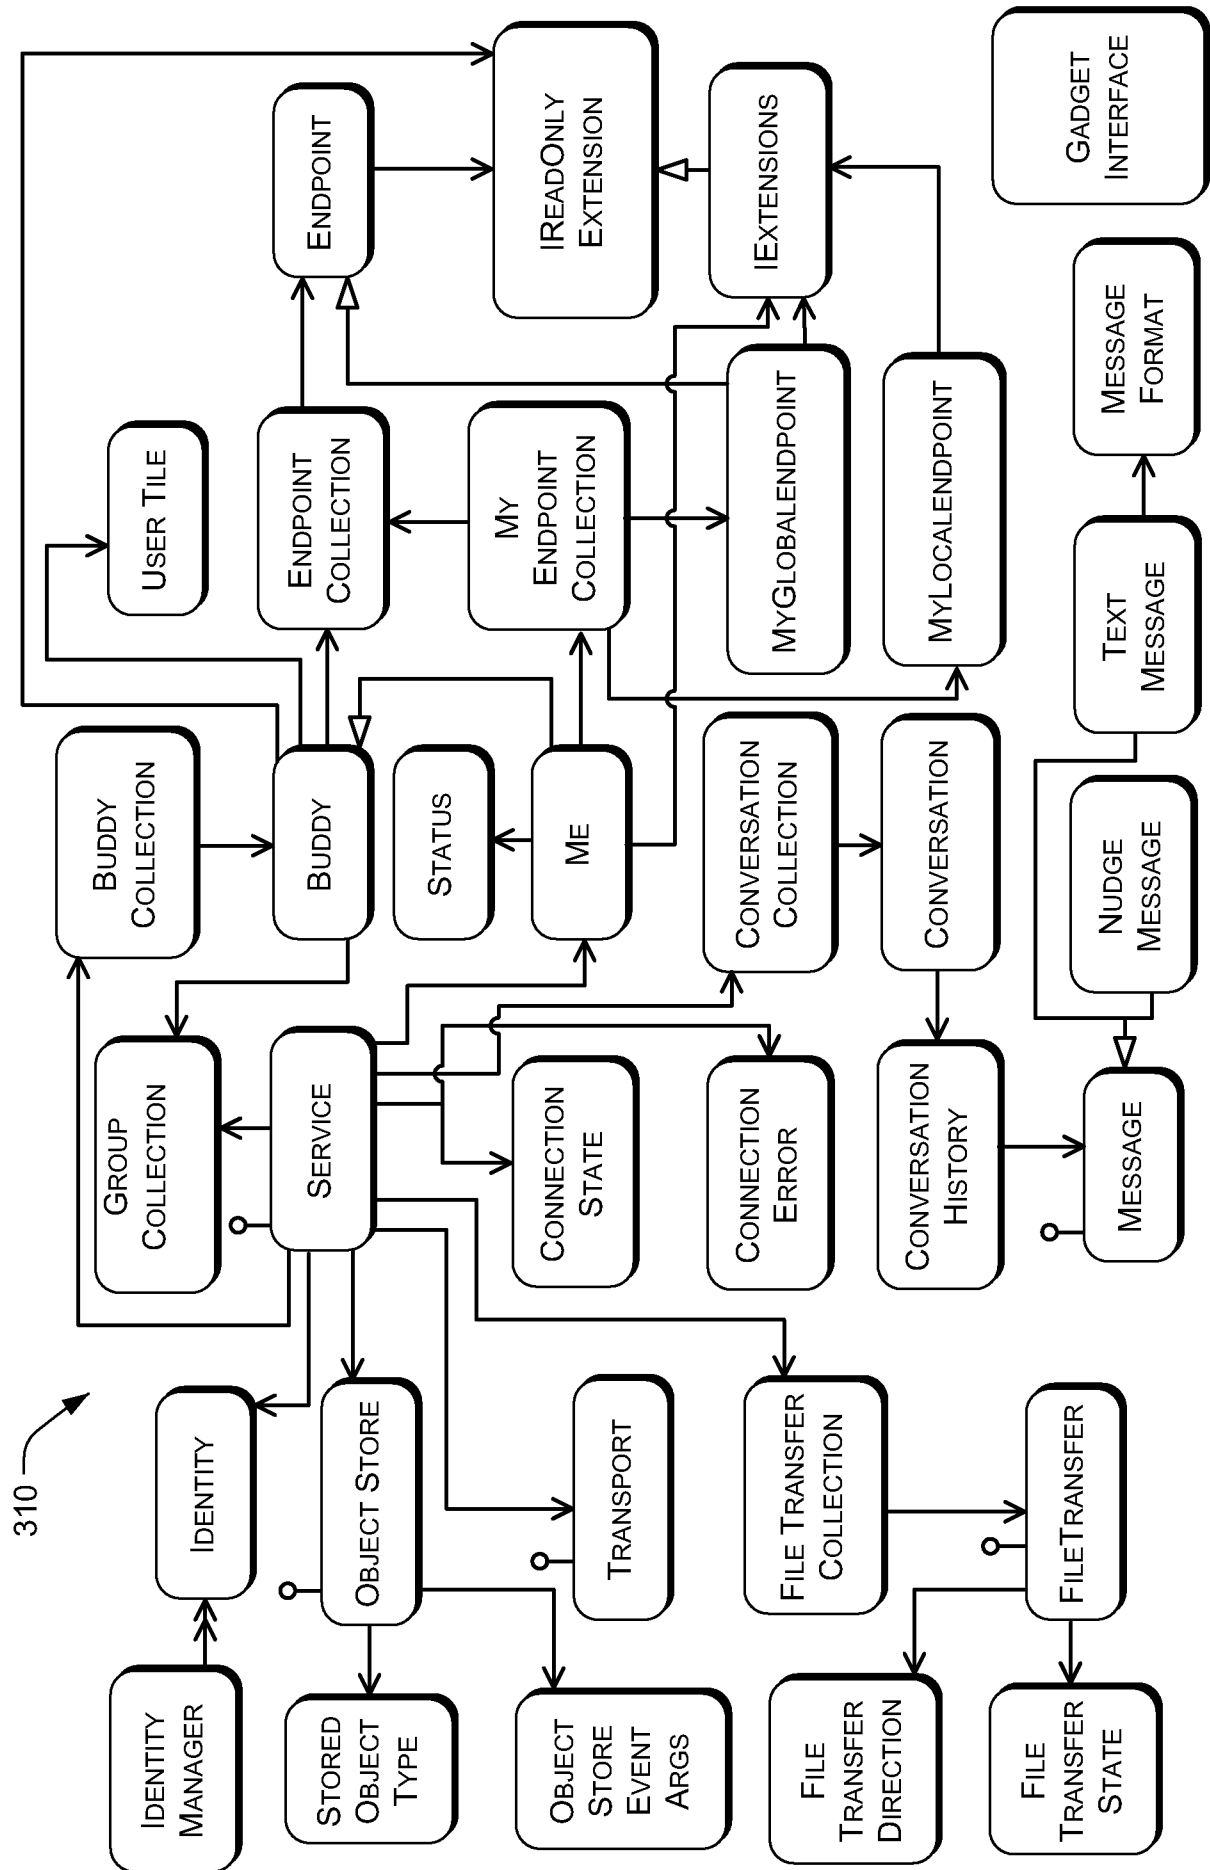 310
IDENTITY
MANAGER
IDENTITY
GROUP
COLLECTION
BUDDY
COLLECTION
USER TILE
ENDPOINT
SERVICE
BUDDY
ENDPOINT
COLLECTION
STORED
OBJECT
TYPE
OBJECT STORE
STATUS
IREADONLY
EXTENSION
OBJECT
STORE
EVENT
ARGS
TRANSPORT
CONNECTION
STATE
ME
MY
ENDPOINT
COLLECTION
IEXTENSIONS
FILE
TRANSFER
DIRECTION
FILE TRANSFER
COLLECTION
CONNECTION
ERROR
CONVERSATION
COLLECTION
MYGLOBALENDPOINT
CONVERSATION
HISTORY
CONVERSATION
MYLOCALENDPOINT
FILE
TRANSFER
STATE
FILETRANSFER
MESSAGE
NUDGE
MESSAGE
TEXT
MESSAGE
MESSAGE
FORMAT
GADGET
INTERFACE